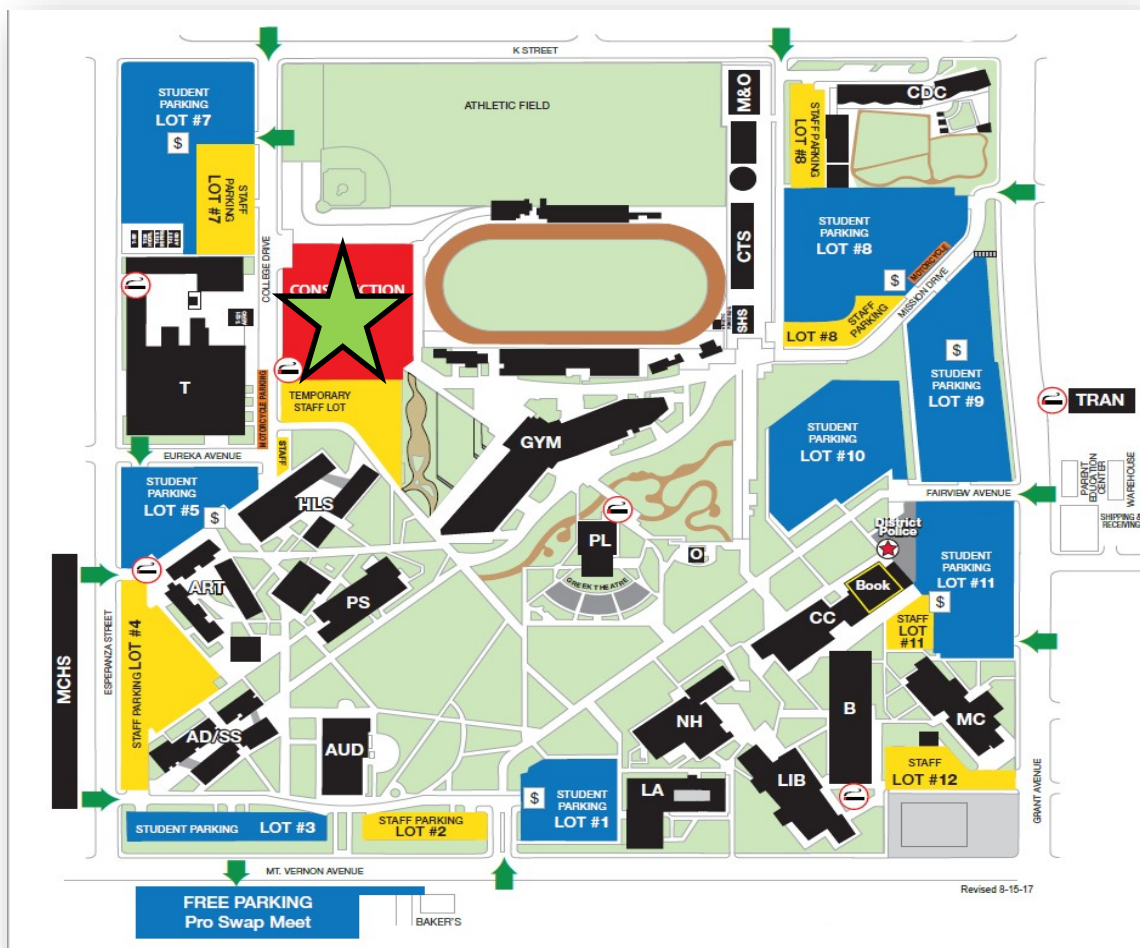 K STREET
STUDENT
PARKING
LOT #7
$
STAFF
PARKING
LOT #7
COLLEGE DRIVE
ATHLETIC FIELD
M&O
CTS
SHS
STAFF PARKING
LOT #8
CDC
STUDENT
PARKING
LOT #8
$
MOTORCYCLE
MISSION DRIVE
STAFF
PARKING
LOT #8
T
MOTORCYCLE PARKING
TEMPORARY
STAFF LOT
STAFF
EUREKA AVENUE
$
STUDENT
PARKING
LOT #9
TRAN
GYM
STUDENT
PARKING
LOT #10
FAIRVIEW AVENUE
PARENT
EDUCATION
CENTER
WAREHOUSE
SHIPPING &
RECEIVING
STUDENT
PARKING
LOT #5
$
HLS
PL
GREEK THEATRE
O
District
Police
STUDENT
PARKING
LOT #11
$
Book
CC
STAFF
LOT
#11
ART
PS
MCHS
ESPERANZA STREET
STAFF PARKING LOT #4
AD/SS
AUD
NH
B
MC
LIB
LA
STAFF
LOT #12
GRANT AVENUE
$
STUDENT
PARKING
LOT #1
STUDENT PARKING LOT #3
STAFF PARKING
LOT #2
MT. VERNON AVENUE
Revised 8-15-17
FREE PARKING
Pro Swap Meet
BAKER'S